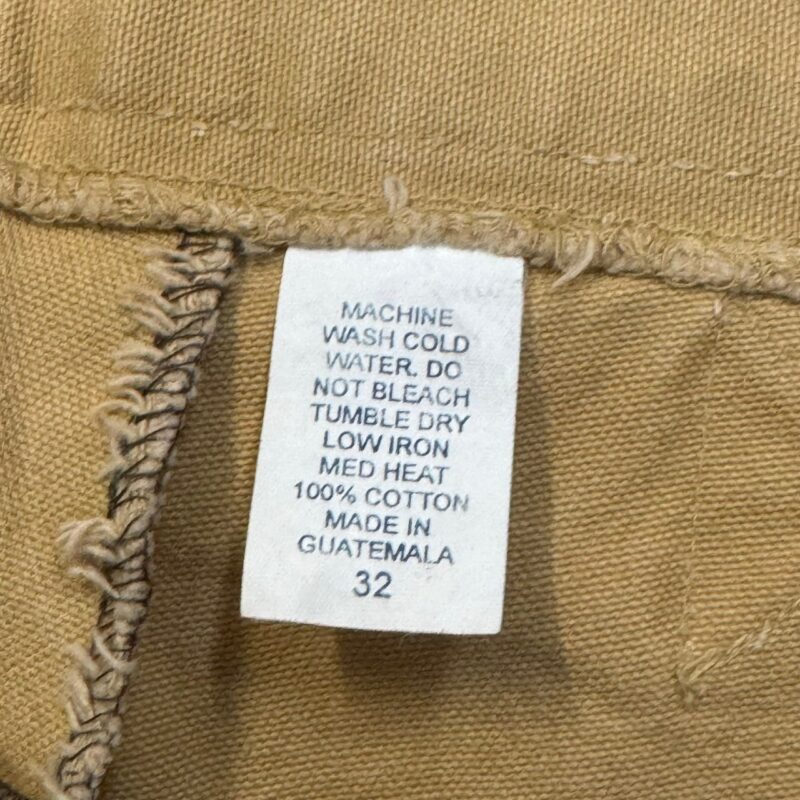 MACHINE
WASH COLD
WATER. DO
NOT BLEACH
TUMBLE DRY
LOW IRON
MED HEAT
100% COTTON
MADE IN
GUATEMALA
32